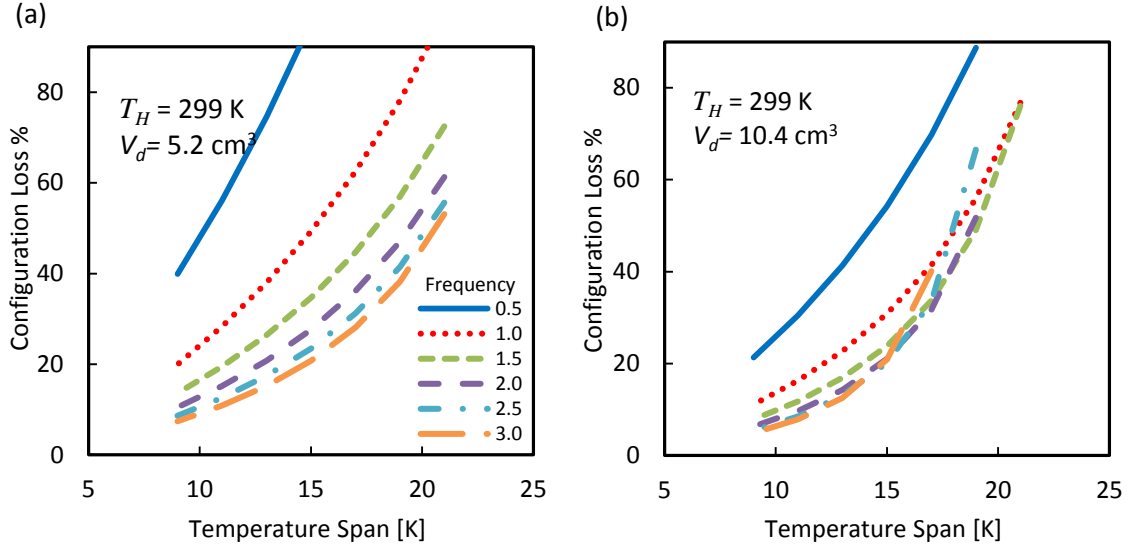 (a)
Configuration Loss %
80
60
40
20
0
T_H = 299 K
V_d= 5.2 cm³
Frequency
0.5
1.0
1.5
2.0
2.5
3.0
5
10
15
20
25
Temperature Span [K]
(b)
Configuration Loss %
80
60
40
20
0
T_H = 299 K
V_d= 10.4 cm³
5
10
15
20
25
Temperature Span [K]